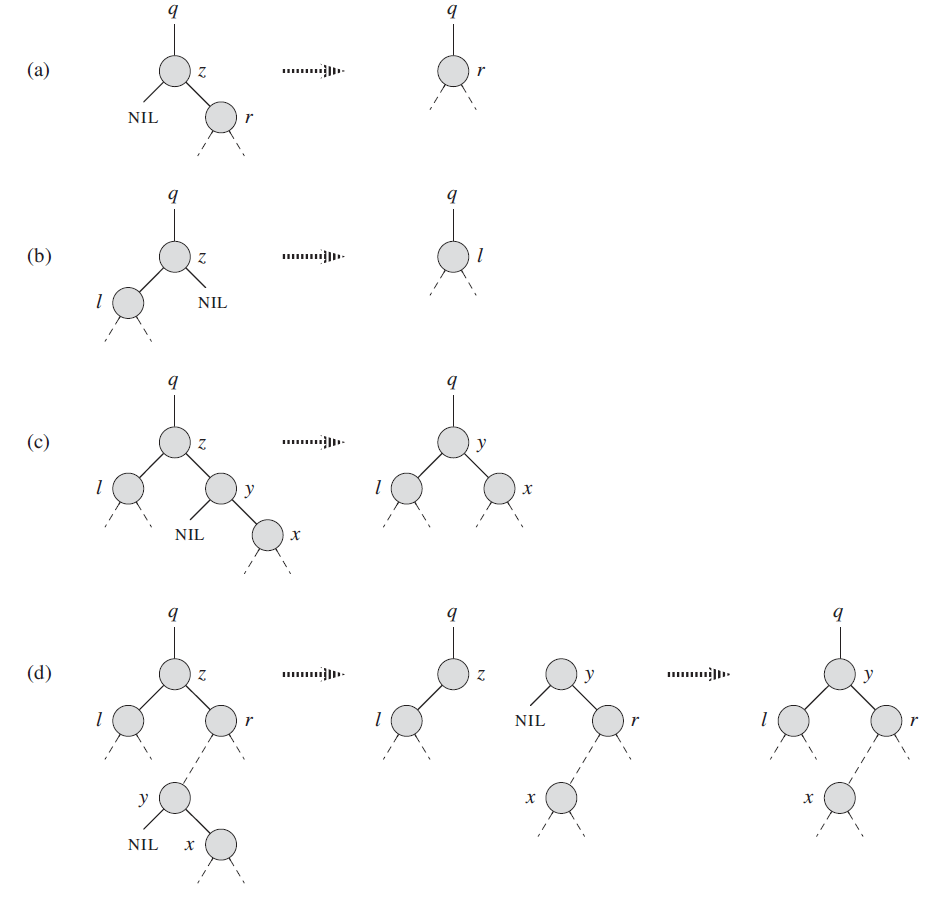 q q
(a) z r
NIL r
q q
(b) z l
l NIL
q q
(c) z y
l y l x
NIL x
q q q
(d) z z y y
l r l NIL r l r
y x x
NIL x